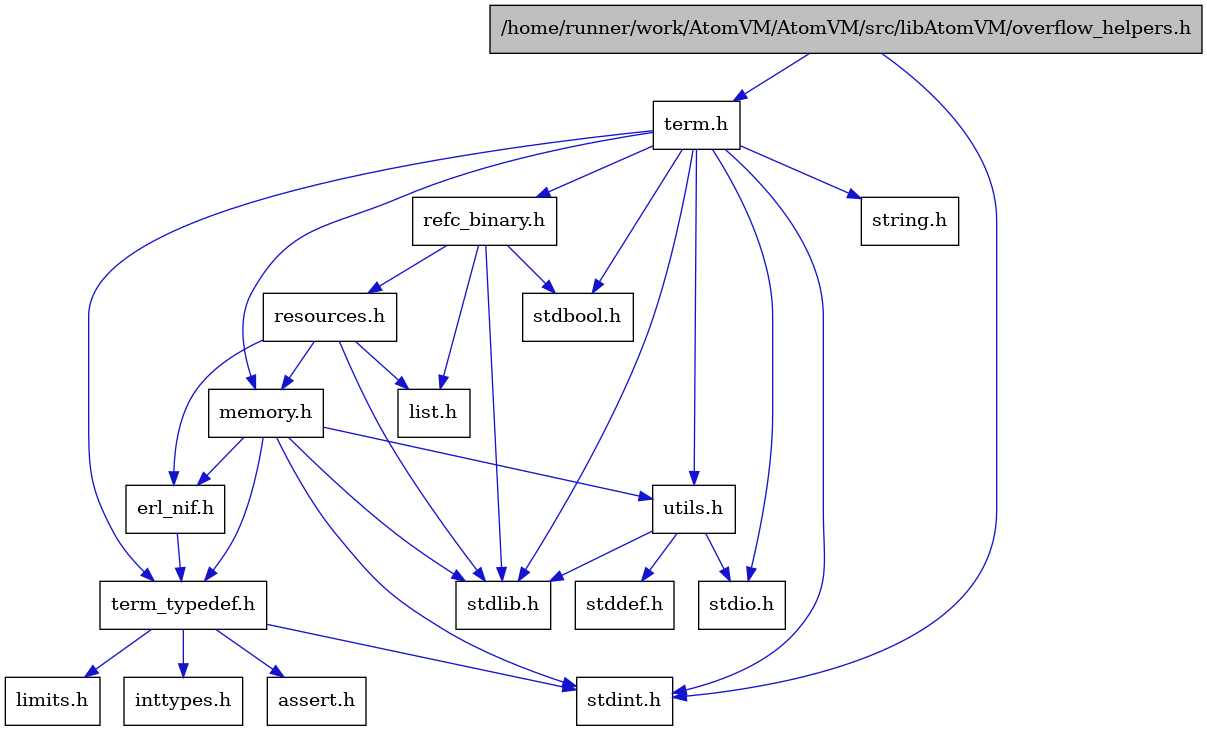 /home/runner/work/AtomVM/AtomVM/src/libAtomVM/overflow_helpers.h
term.h
refc_binary.h
string.h
resources.h
stdbool.h
memory.h
list.h
erl_nif.h
utils.h
term_typedef.h
stdlib.h
stddef.h
stdio.h
limits.h
inttypes.h
assert.h
stdint.h